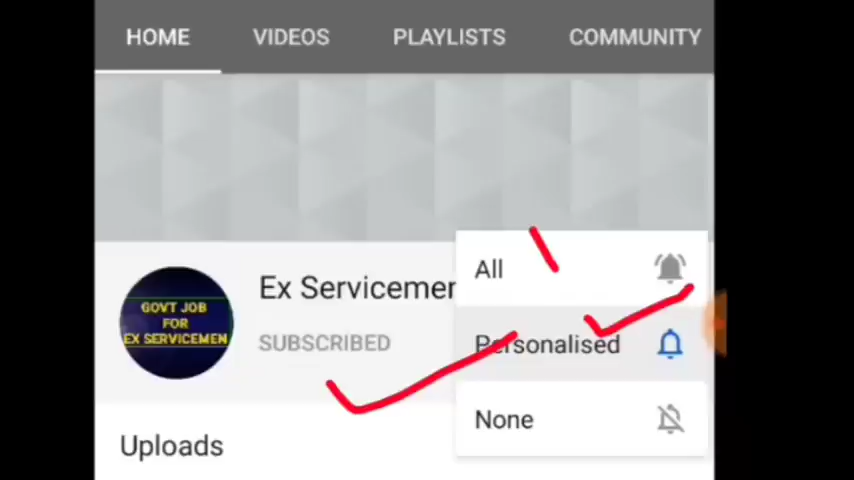 HOME VIDEOS PLAYLISTS COMMUNITY
All
Ex Servicemen
GOVT JOB
FOR
EX SERVICEMEN
SUBSCRIBED
Personalised
None
Uploads